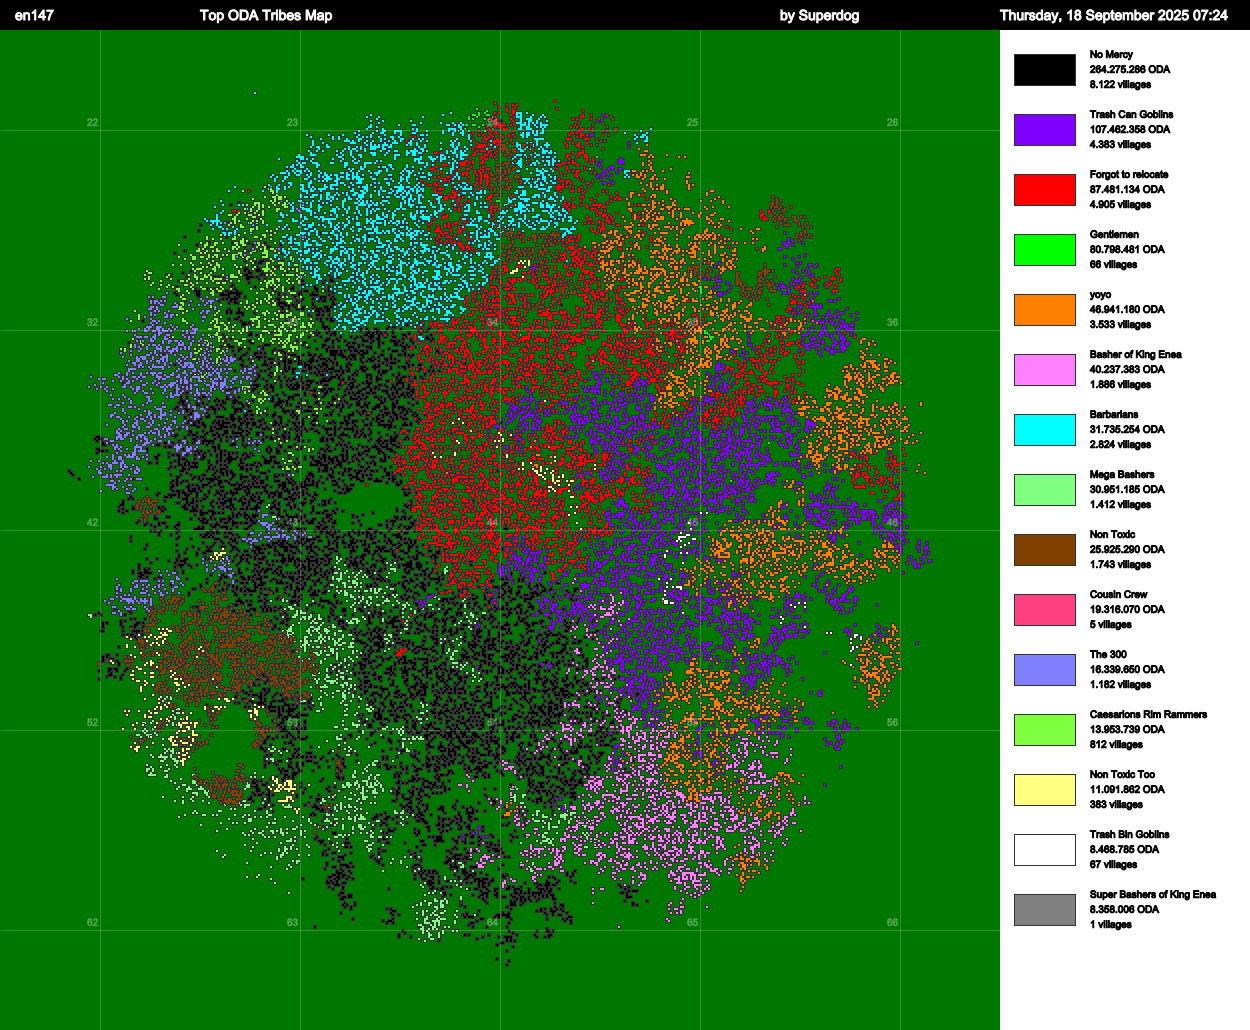 en147 Top ODA Tribes Map by Superdog Thursday, 18 September 2025 07:24
No Mercy
264.275.286 ODA
8.122 villages
Trash Can Goblins
107.462.358 ODA
4.383 villages
Forgot to relocate
87.481.134 ODA
4.905 villages
Gentlemen
80.798.481 ODA
66 villages
yoyo
46.941.180 ODA
3.533 villages
Basher of King Enea
40.237.383 ODA
1.886 villages
Barbarians
31.735.254 ODA
2.824 villages
Mega Bashers
30.951.185 ODA
1.412 villages
Non Toxic
25.925.290 ODA
1.743 villages
Cousin Crew
19.316.070 ODA
5 villages
The 300
16.339.650 ODA
1.182 villages
Caesarions Rim Rammers
13.953.739 ODA
812 villages
Non Toxic Too
11.091.862 ODA
383 villages
Trash Bin Goblins
8.468.785 ODA
67 villages
Super Bashers of King Enea
8.358.006 ODA
1 villages
22 23 24 25 26
32 34 35 36
42 43 44 45 46
52 53 54 55 56
62 63 64 65 66